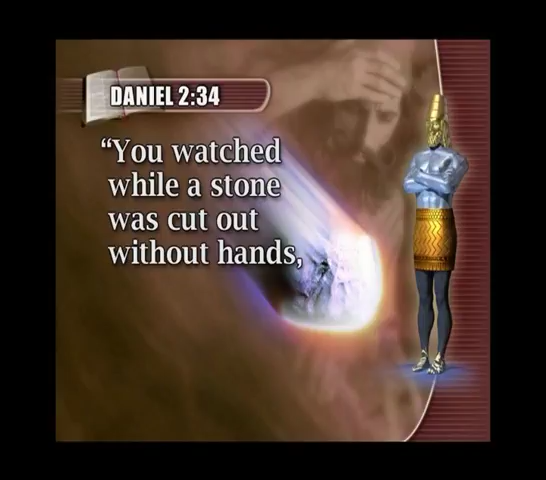 DANIEL 2:34
“You watched
while a stone
was cut out
without hands,